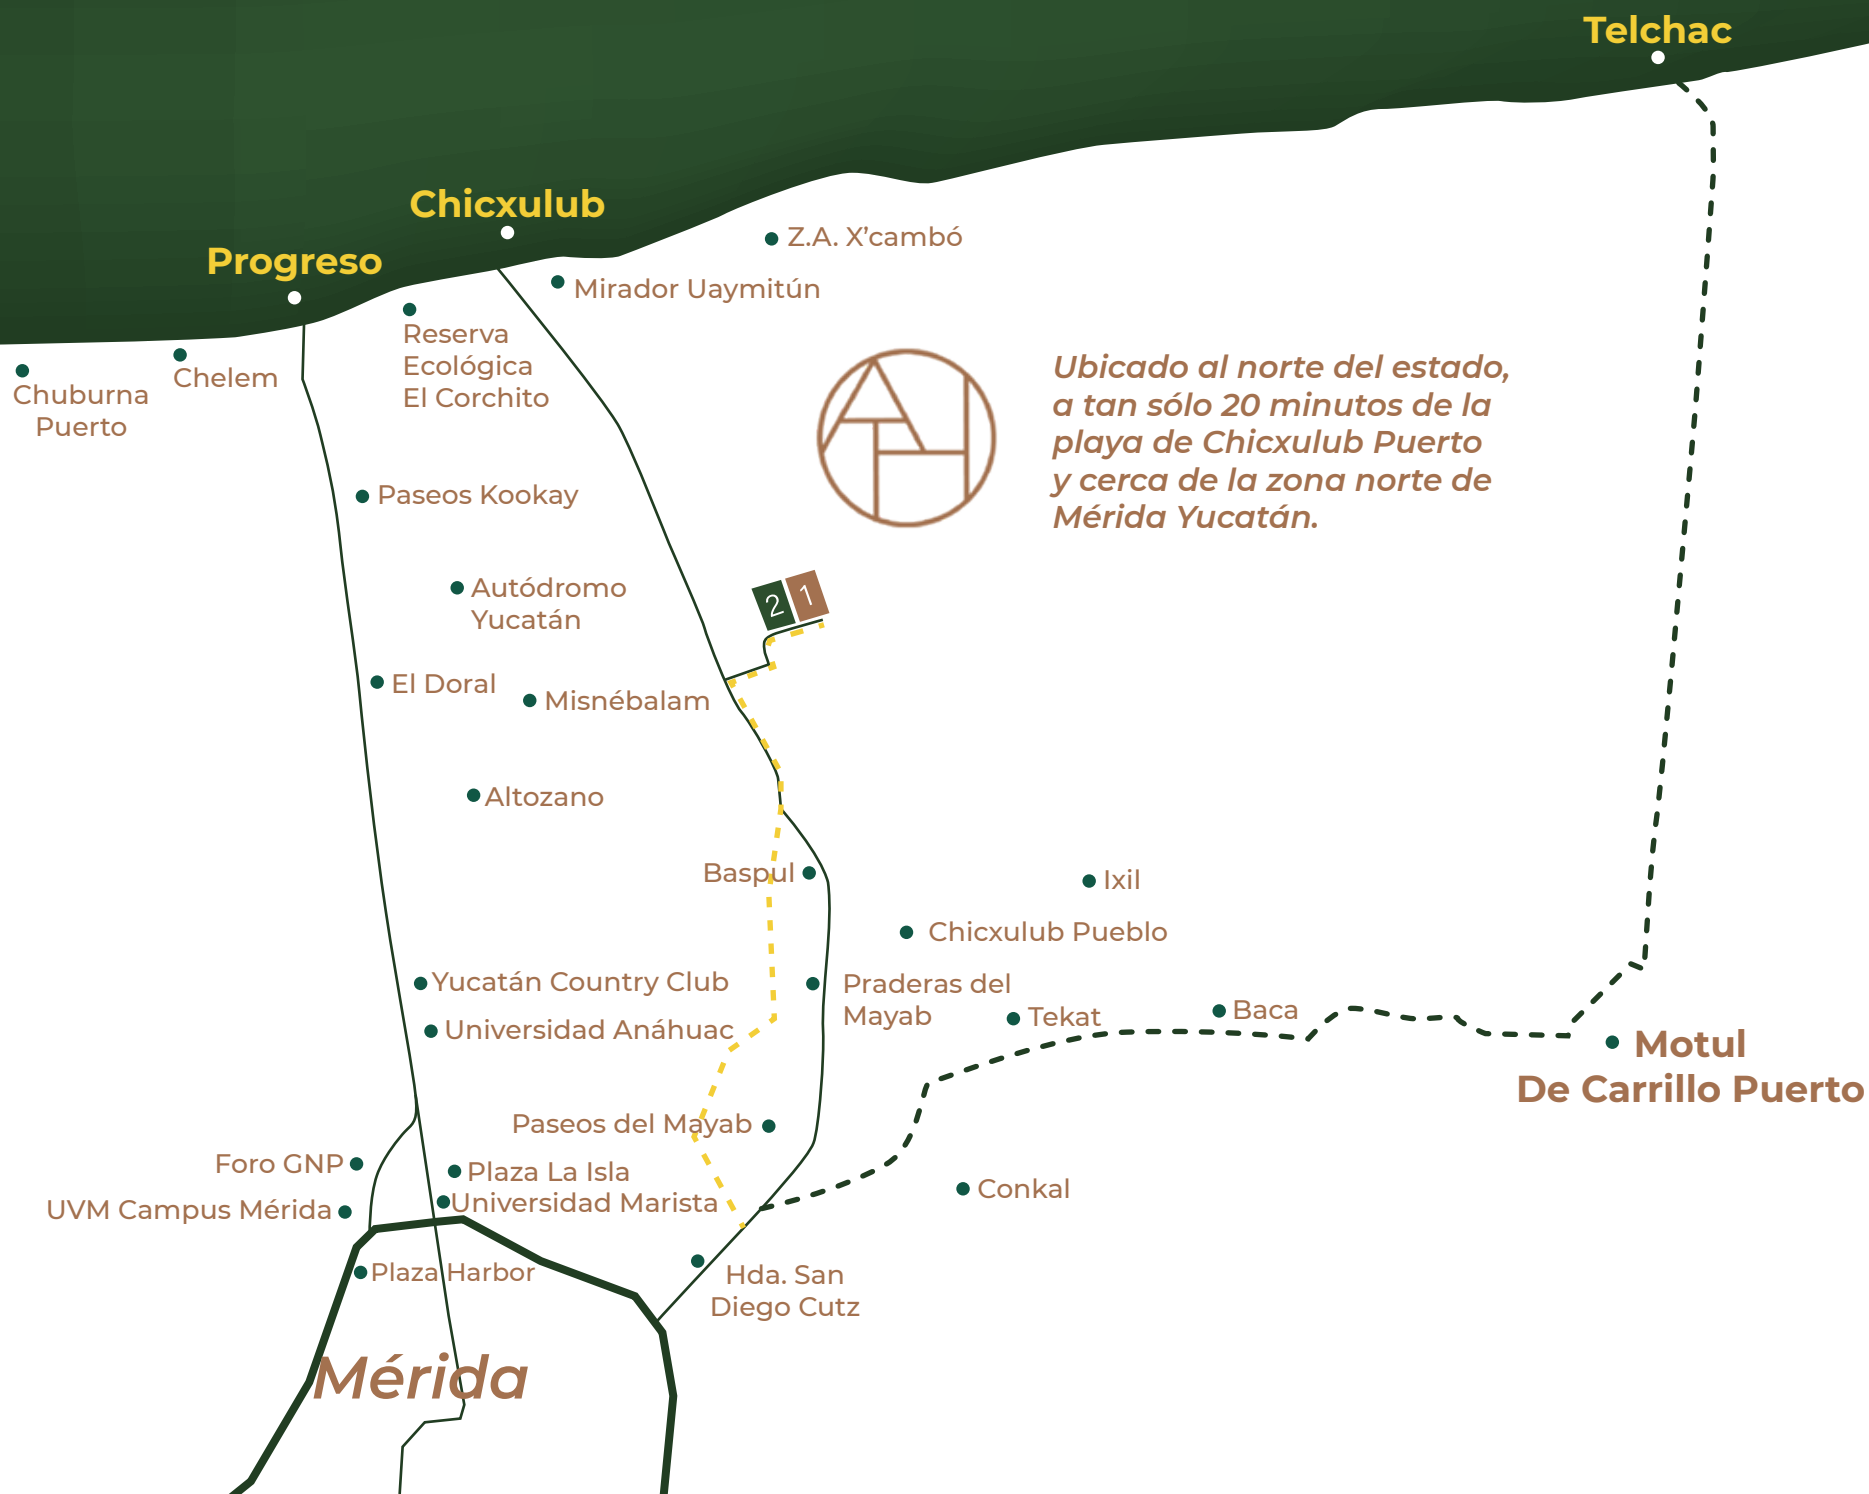 Telchac
Chicxulub
Progreso
Z.A. X’cambó
Mirador Uaymitún
Reserva
Ecológica
El Corchito
Chelem
Chuburna
Puerto
Ubicado al norte del estado,
a tan sólo 20 minutos de la
playa de Chicxulub Puerto
y cerca de la zona norte de
Mérida Yucatán.
Paseos Kookay
Autódromo
Yucatán
2 1
El Doral
Misnébalam
Altozano
Baspul
Ixil
Chicxulub Pueblo
Yucatán Country Club
Praderas del
Mayab
Universidad Anáhuac
Tekat
Baca
Motul
De Carrillo Puerto
Paseos del Mayab
Foro GNP
Plaza La Isla
UVM Campus Mérida
Universidad Marista
Conkal
Plaza Harbor
Hda. San
Diego Cutz
Mérida